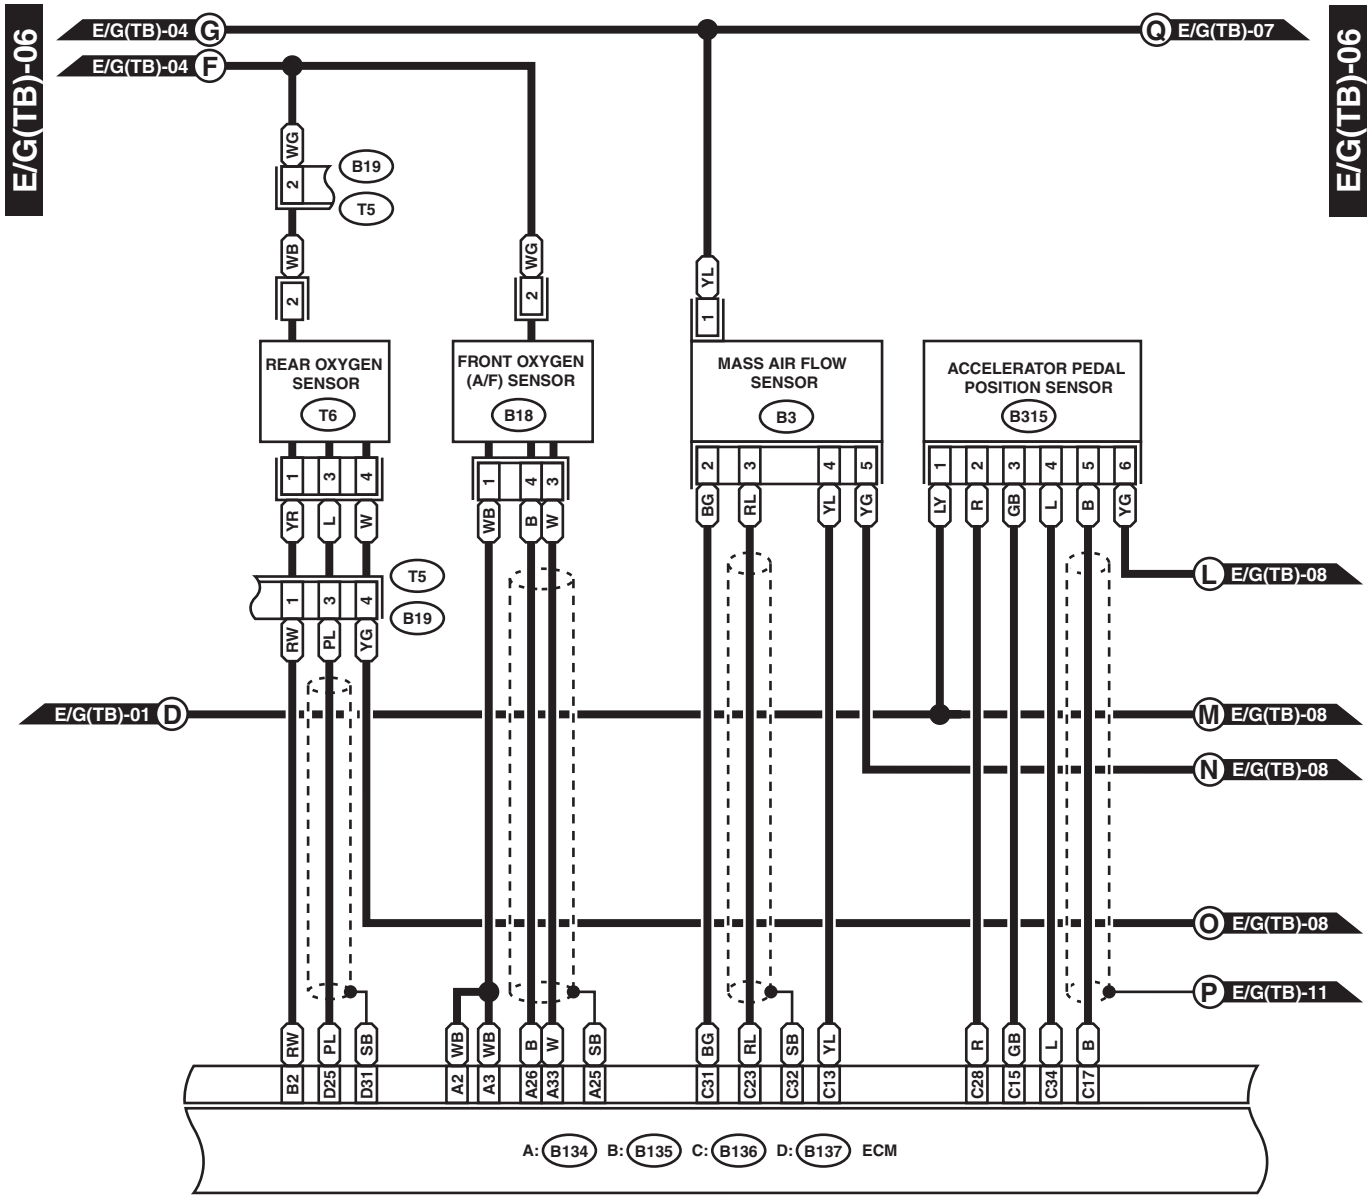 E/G(TB)-06
E/G(TB)-06
E/G(TB)-04 G
Q E/G(TB)-07
E/G(TB)-04 F
WG
2
B19
T5
WB
2
WG
2
YL
1
REAR OXYGEN
SENSOR
T6
FRONT OXYGEN
(A/F) SENSOR
B18
MASS AIR FLOW
SENSOR
B3
ACCELERATOR PEDAL
POSITION SENSOR
B315
1 3 4
1 4 3
2 3 4 5
1 2 3 4 5 6
YR L W
WB B W
BG RL YL YG
LY R GB L B YG
T5
B19
1 3 4
RW PL YG
L E/G(TB)-08
E/G(TB)-01 D
M E/G(TB)-08
N E/G(TB)-08
O E/G(TB)-08
P E/G(TB)-11
RW PL SB WB WB B W SB BG RL SB YL R GB L B
B2 D25 D31 A2 A3 A26 A33 A25 C31 C23 C32 C13 C28 C15 C34 C17
A: B134 B: B135 C: B136 D: B137 ECM